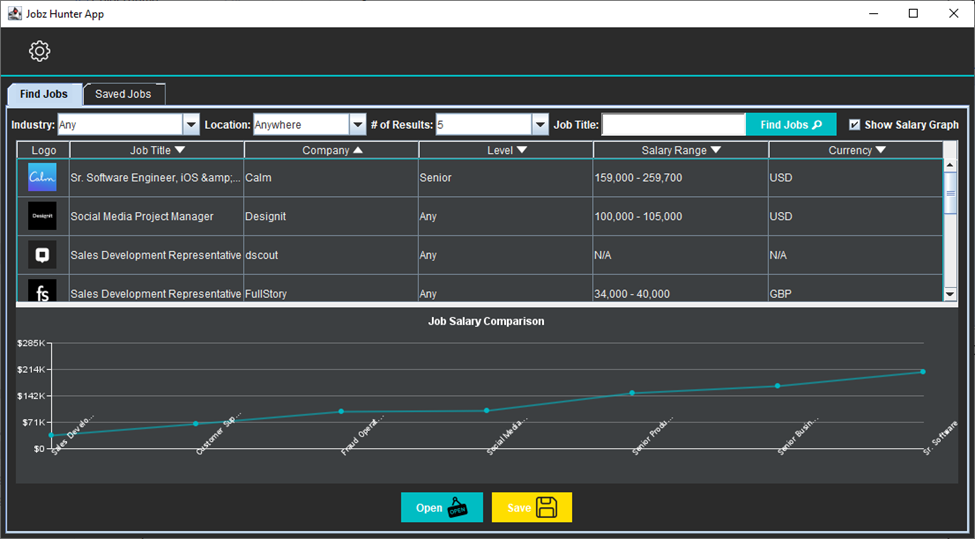 Jobz Hunter App
Find Jobs Saved Jobs
Industry: Any Location: Anywhere # of Results: 5 Job Title: Find Jobs Show Salary Graph
Logo Job Title Company Level Salary Range Currency
Calm Sr. Software Engineer, iOS &amp;... Calm Senior 159,000 - 259,700 USD
Designit Social Media Project Manager Designit Any 100,000 - 105,000 USD
Sales Development Representative dscout Any N/A N/A
fs Sales Development Representative FullStory Any 34,000 - 40,000 GBP
Job Salary Comparison
$285K
$214K
$142K
$71K
$0
Sales Develo... Customer Sup... Fraud Operat... Social Media... Senior Produ... Senior Busin... Sr. Software
Open OPEN Save